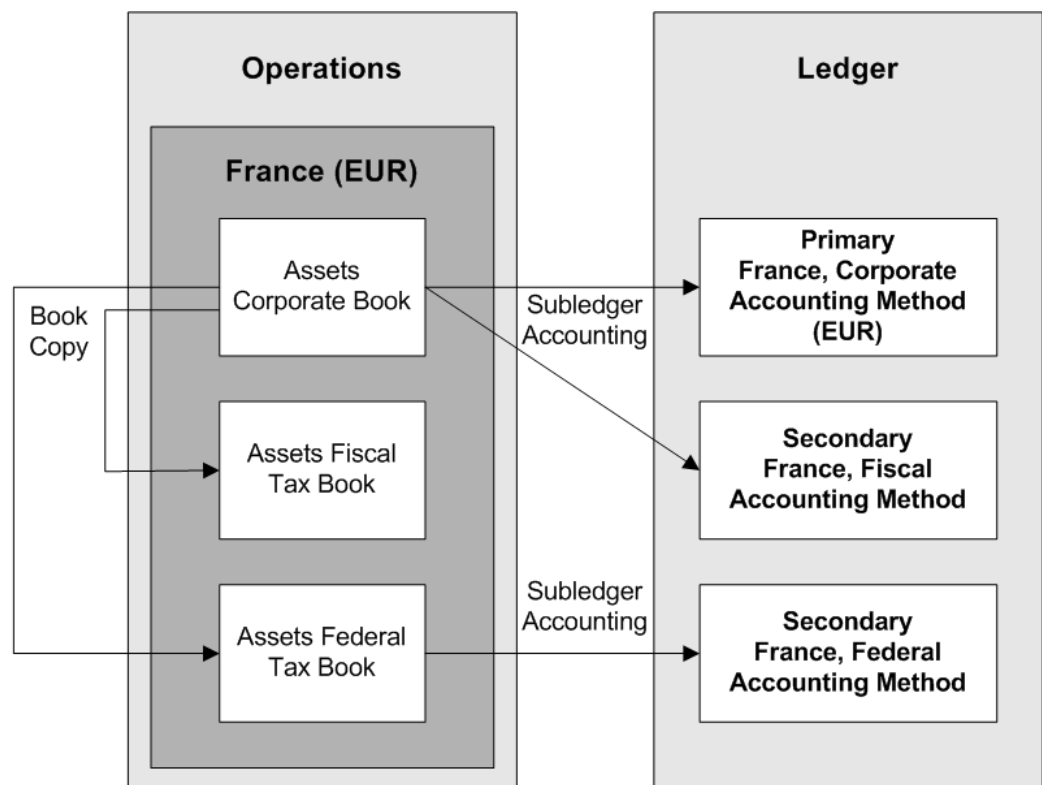 Operations
Ledger
France (EUR)
Assets
Corporate Book
Book
Copy
Subledger
Accounting
Primary
France, Corporate
Accounting Method
(EUR)
Assets Fiscal
Tax Book
Secondary
France, Fiscal
Accounting Method
Assets Federal
Tax Book
Subledger
Accounting
Secondary
France, Federal
Accounting Method